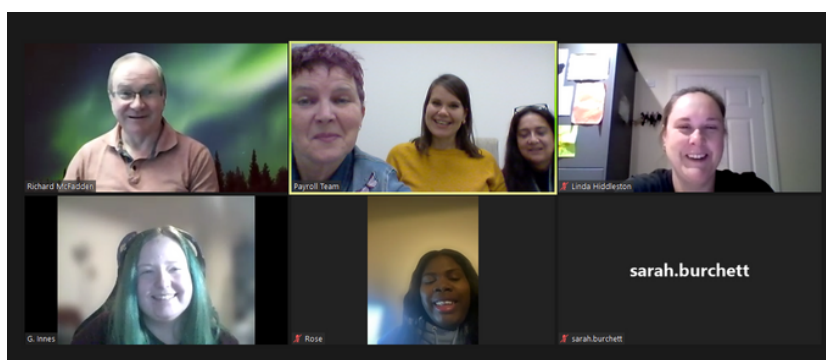 Richard McFadden
Payroll Team
Linda Hiddleston
G. Innes
Rose
sarah.burchett
sarah.burchett